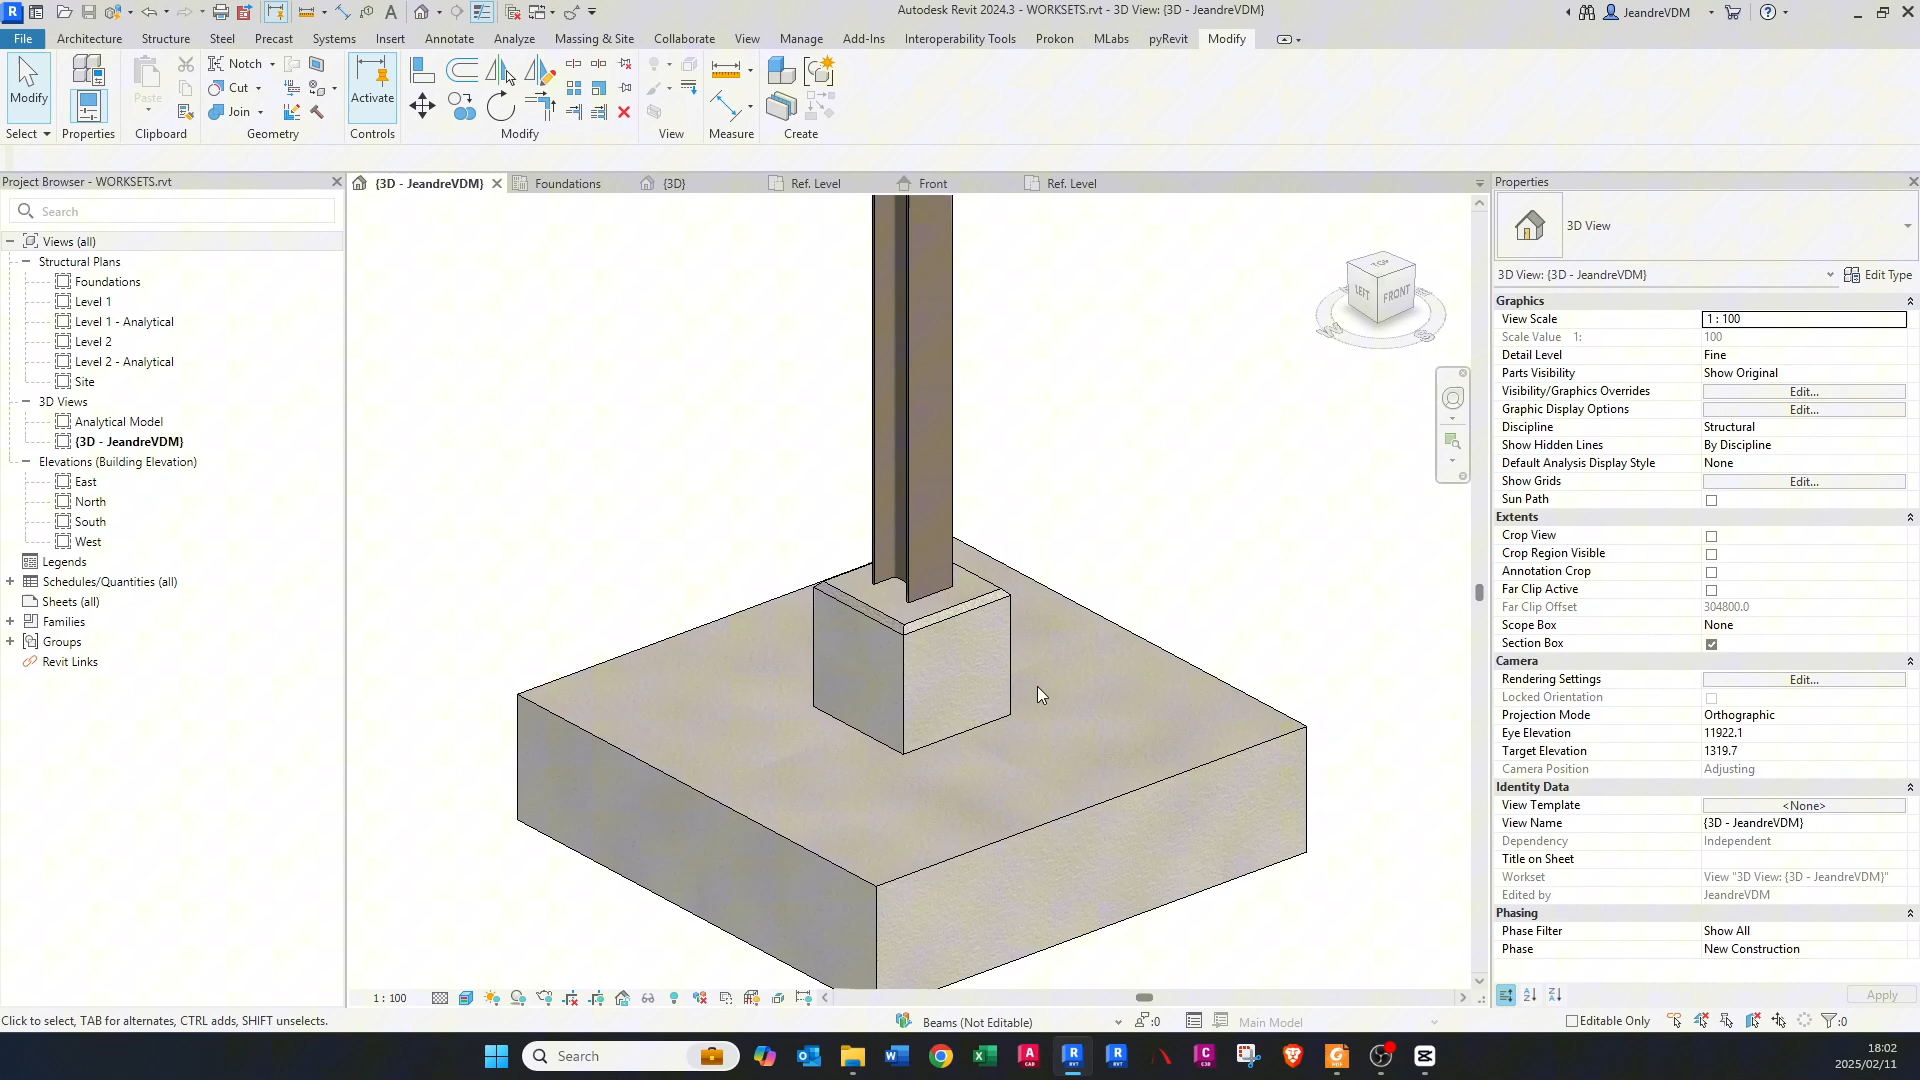 Autodesk Revit 2024.3 - WORKSETS.rvt - 3D View: {3D - JeandreVDM}
JeandreVDM
File Architecture Structure Steel Precast Systems Insert Annotate Analyze Massing & Site Collaborate View Manage Add-Ins Interoperability Tools Prokon MLabs pyRevit Modify
Notch
Cut
Join
Modify Paste Activate
Select Properties Clipboard Geometry Controls Modify View Measure Create
Project Browser - WORKSETS.rvt
Search
Views (all)
Structural Plans
Foundations
Level 1
Level 1 - Analytical
Level 2
Level 2 - Analytical
Site
3D Views
Analytical Model
{3D - JeandreVDM}
Elevations (Building Elevation)
East
North
South
West
Legends
Schedules/Quantities (all)
Sheets (all)
Families
Groups
Revit Links
{3D - JeandreVDM} Foundations {3D} Ref. Level Front Ref. Level
TOP
LEFT FRONT
1 : 100
Properties
3D View
3D View: {3D - JeandreVDM} Edit Type
Graphics
View Scale 1 : 100
Scale Value 1: 100
Detail Level Fine
Parts Visibility Show Original
Visibility/Graphics Overrides Edit...
Graphic Display Options Edit...
Discipline Structural
Show Hidden Lines By Discipline
Default Analysis Display Style None
Show Grids Edit...
Sun Path
Extents
Crop View
Crop Region Visible
Annotation Crop
Far Clip Active
Far Clip Offset 304800.0
Scope Box None
Section Box
Camera
Rendering Settings Edit...
Locked Orientation
Projection Mode Orthographic
Eye Elevation 11922.1
Target Elevation 1319.7
Camera Position Adjusting
Identity Data
View Template <None>
View Name {3D - JeandreVDM}
Dependency Independent
Title on Sheet
Workset View "3D View: {3D - JeandreVDM}"
Edited by JeandreVDM
Phasing
Phase Filter Show All
Phase New Construction
Apply
Click to select, TAB for alternates, CTRL adds, SHIFT unselects.
Beams (Not Editable) :0 Main Model Editable Only :0
Search
18:02
2025/02/11